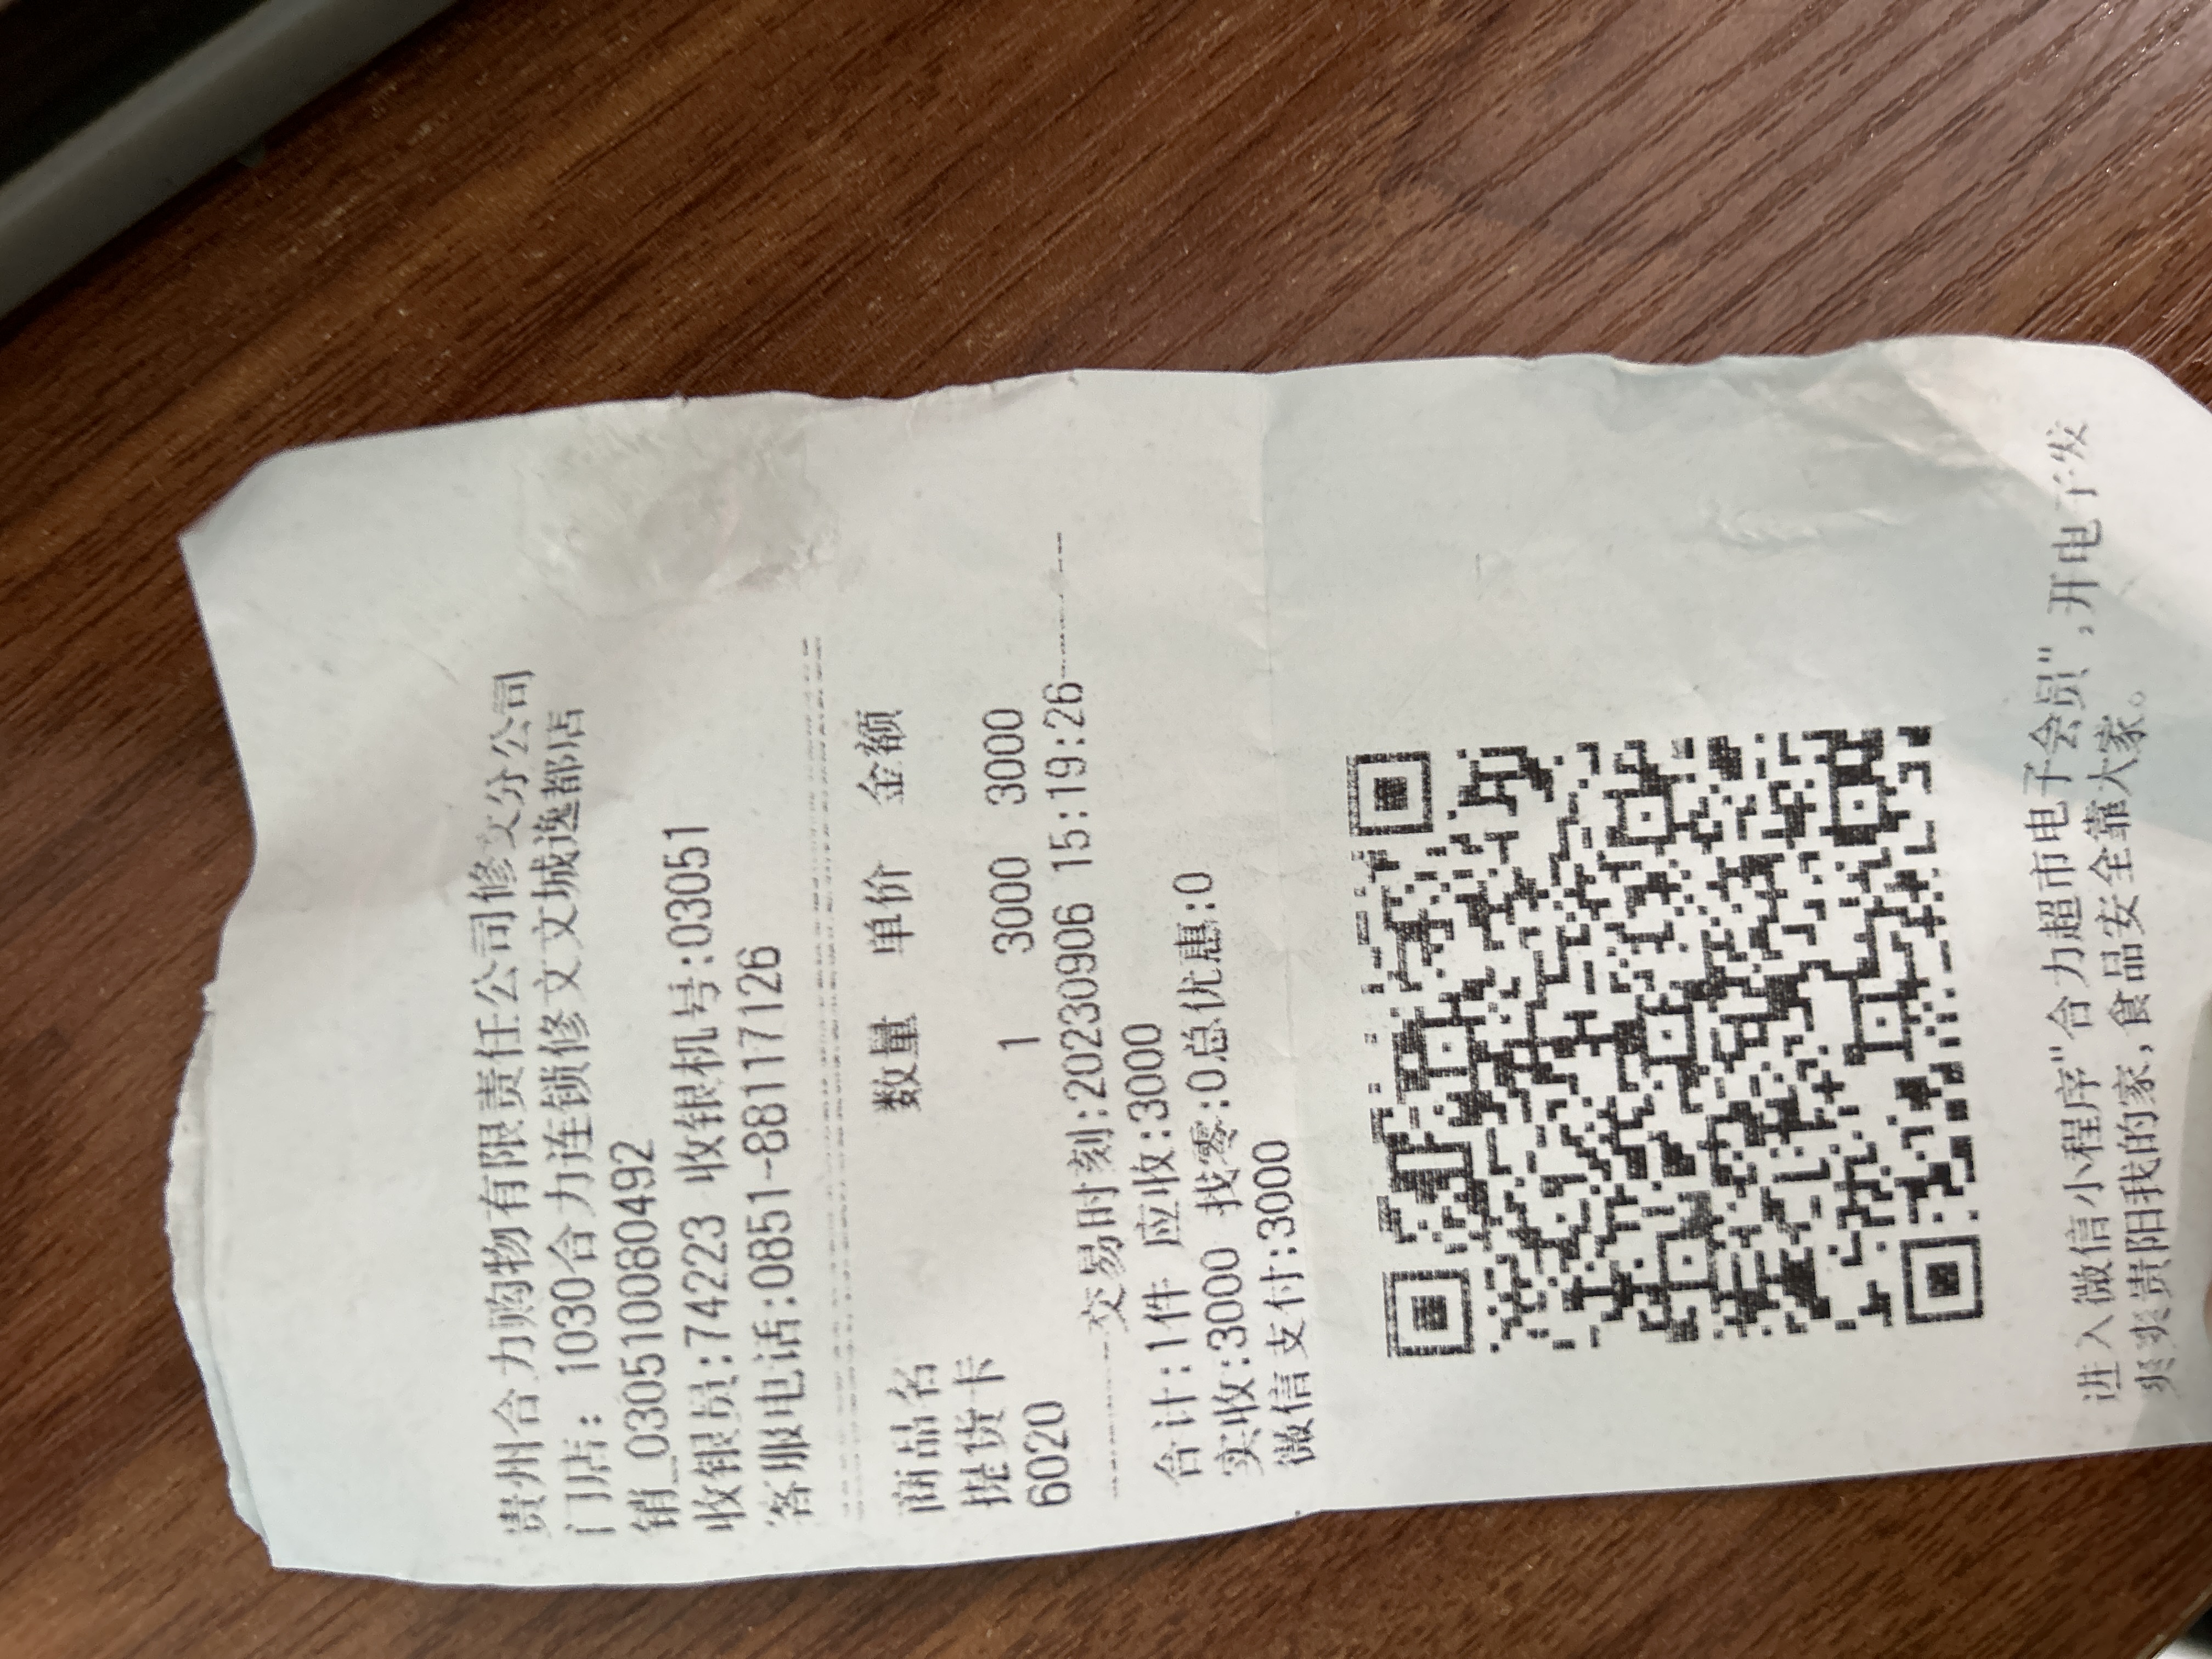 贵州合力购物有限责任公司修文分公司
门店: 1030合力连锁修文文城逸都店
销_030510080492
收银员:74223 收银机号:03051
客服电话:0851-88117126
商品名 数量 单价 金额
提货卡
6020 1 3000 3000
交易时刻:20230906 15:19:26
合计:1件 应收:3000
实收:3000 找零:0总优惠:0
微信支付:3000
进入微信小程序"合力超市电子会员",开电子发
爽爽贵阳我的家,食品安全靠大家。